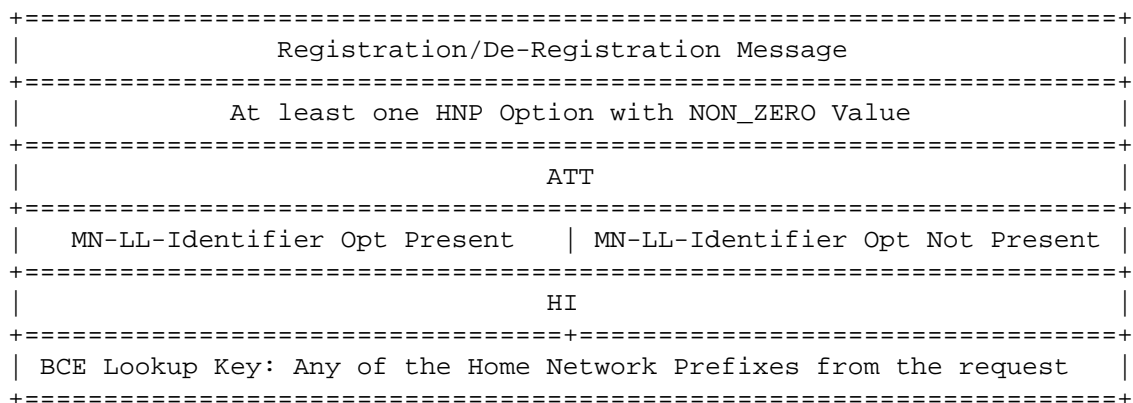 +=====================================================================+
|                Registration/De-Registration Message                 |
+=====================================================================+
|             At least one HNP Option with NON_ZERO Value             |
+=====================================================================+
|                                 ATT                                 |
+=====================================================================+
|   MN-LL-Identifier Opt Present   | MN-LL-Identifier Opt Not Present |
+=====================================================================+
|                                 HI                                  |
+==================================+==================================+
| BCE Lookup Key: Any of the Home Network Prefixes from the request   |
+=====================================================================+